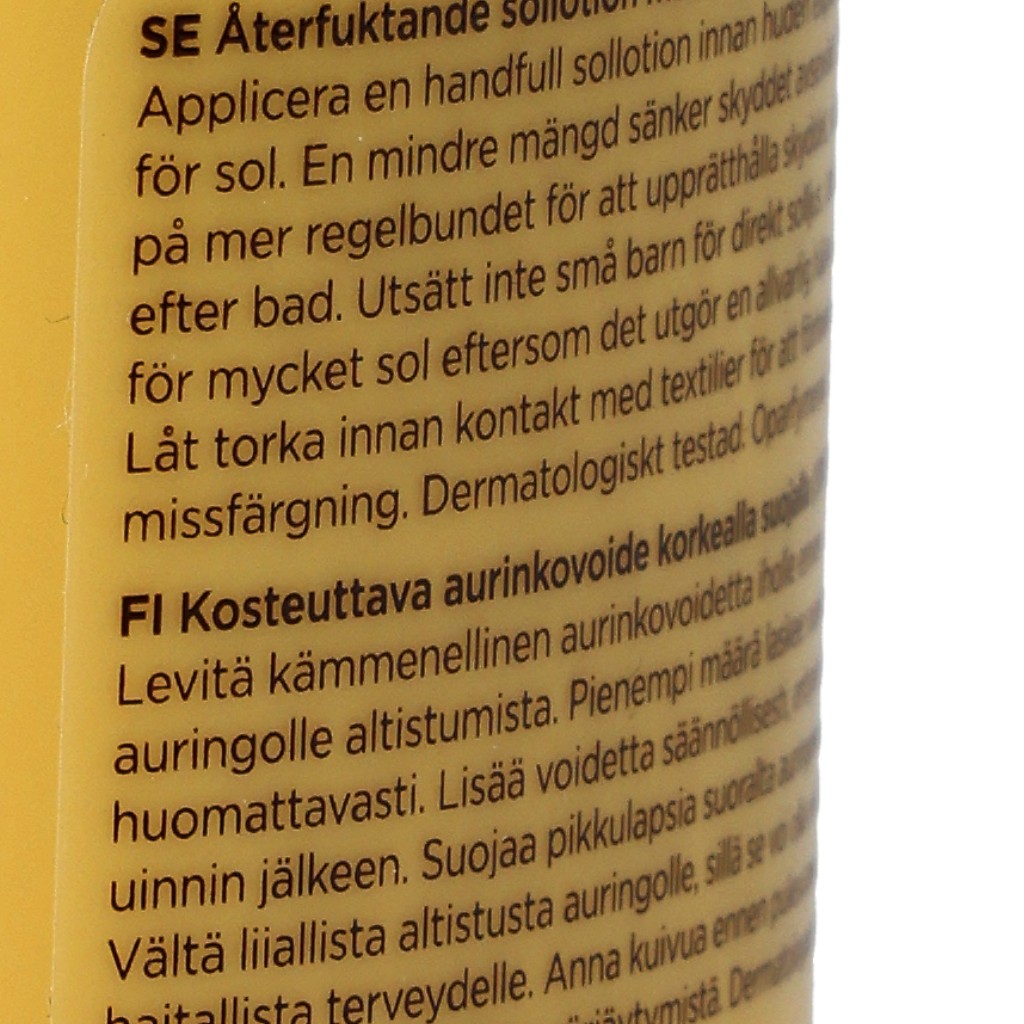 SE Återfuktande sollotion
Applicera en handfull sollotion innan
för sol. En mindre mängd sänker skyddet
på mer regelbundet för att upprätthålla
efter bad. Utsätt inte små barn för direkt
för mycket sol eftersom det utgör en allvarlig
Låt torka innan kontakt med textilier för att
missfärgning. Dermatologiskt testad.
FI Kosteuttava aurinkovoide korkealla
Levitä kämmenellinen aurinkovoidetta iholle
auringolle altistumista. Pienempi määrä
huomattavasti. Lisää voidetta säännöllisesti,
uinnin jälkeen. Suojaa pikkulapsia suoralta
Vältä liiallista altistusta auringolle, sillä se voi
haitallista terveydelle. Anna kuivua ennen